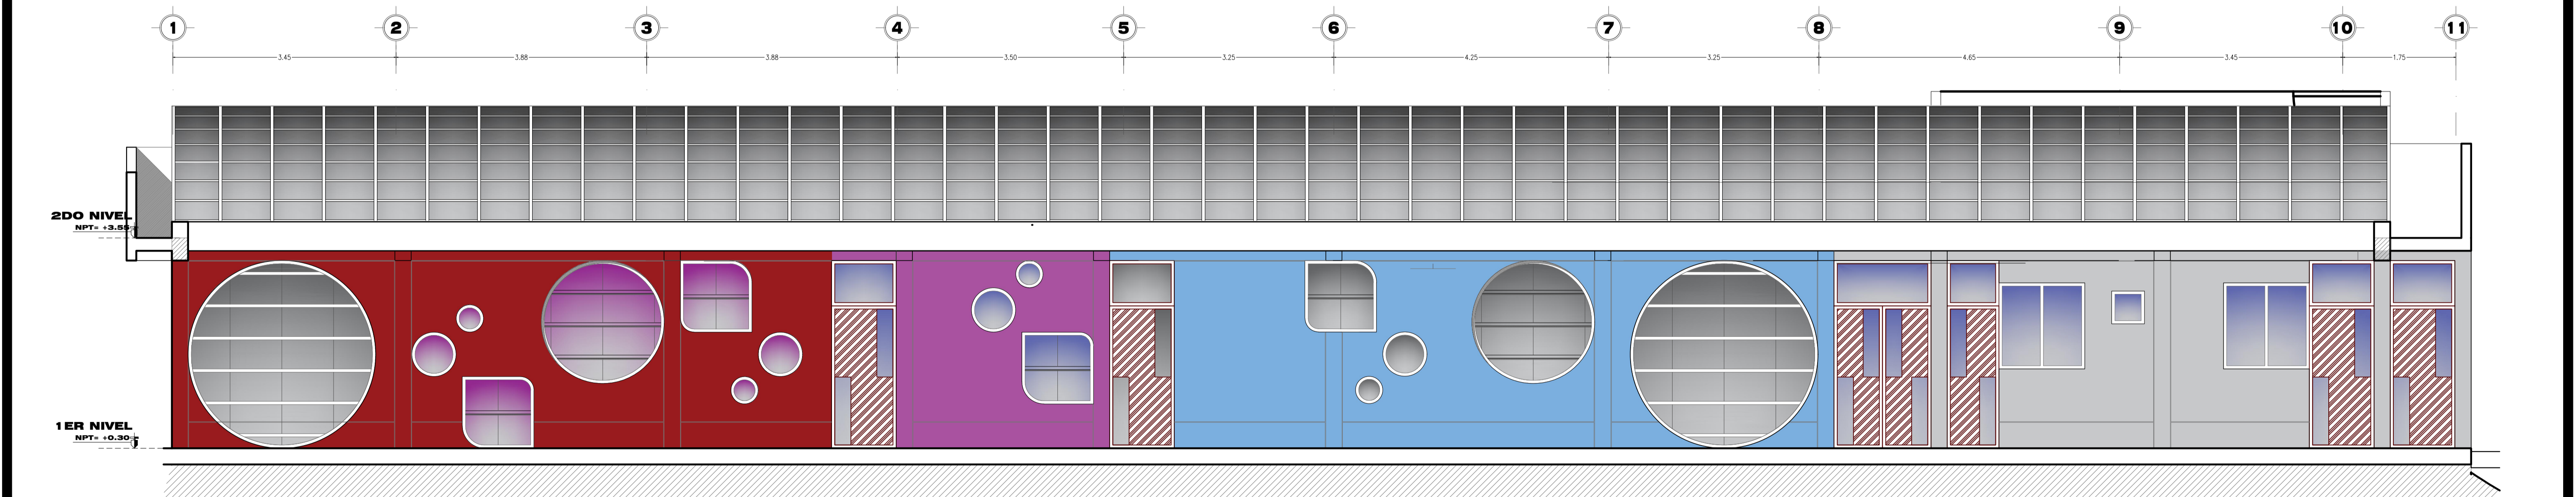 1 2 3 4 5 6 7 8 9 10 11
3.45 3.88 3.88 3.50 3.25 4.25 3.25 4.65 3.45 1.75
2DO NIVEL
NPT= +3.55
1ER NIVEL
NPT= +0.30